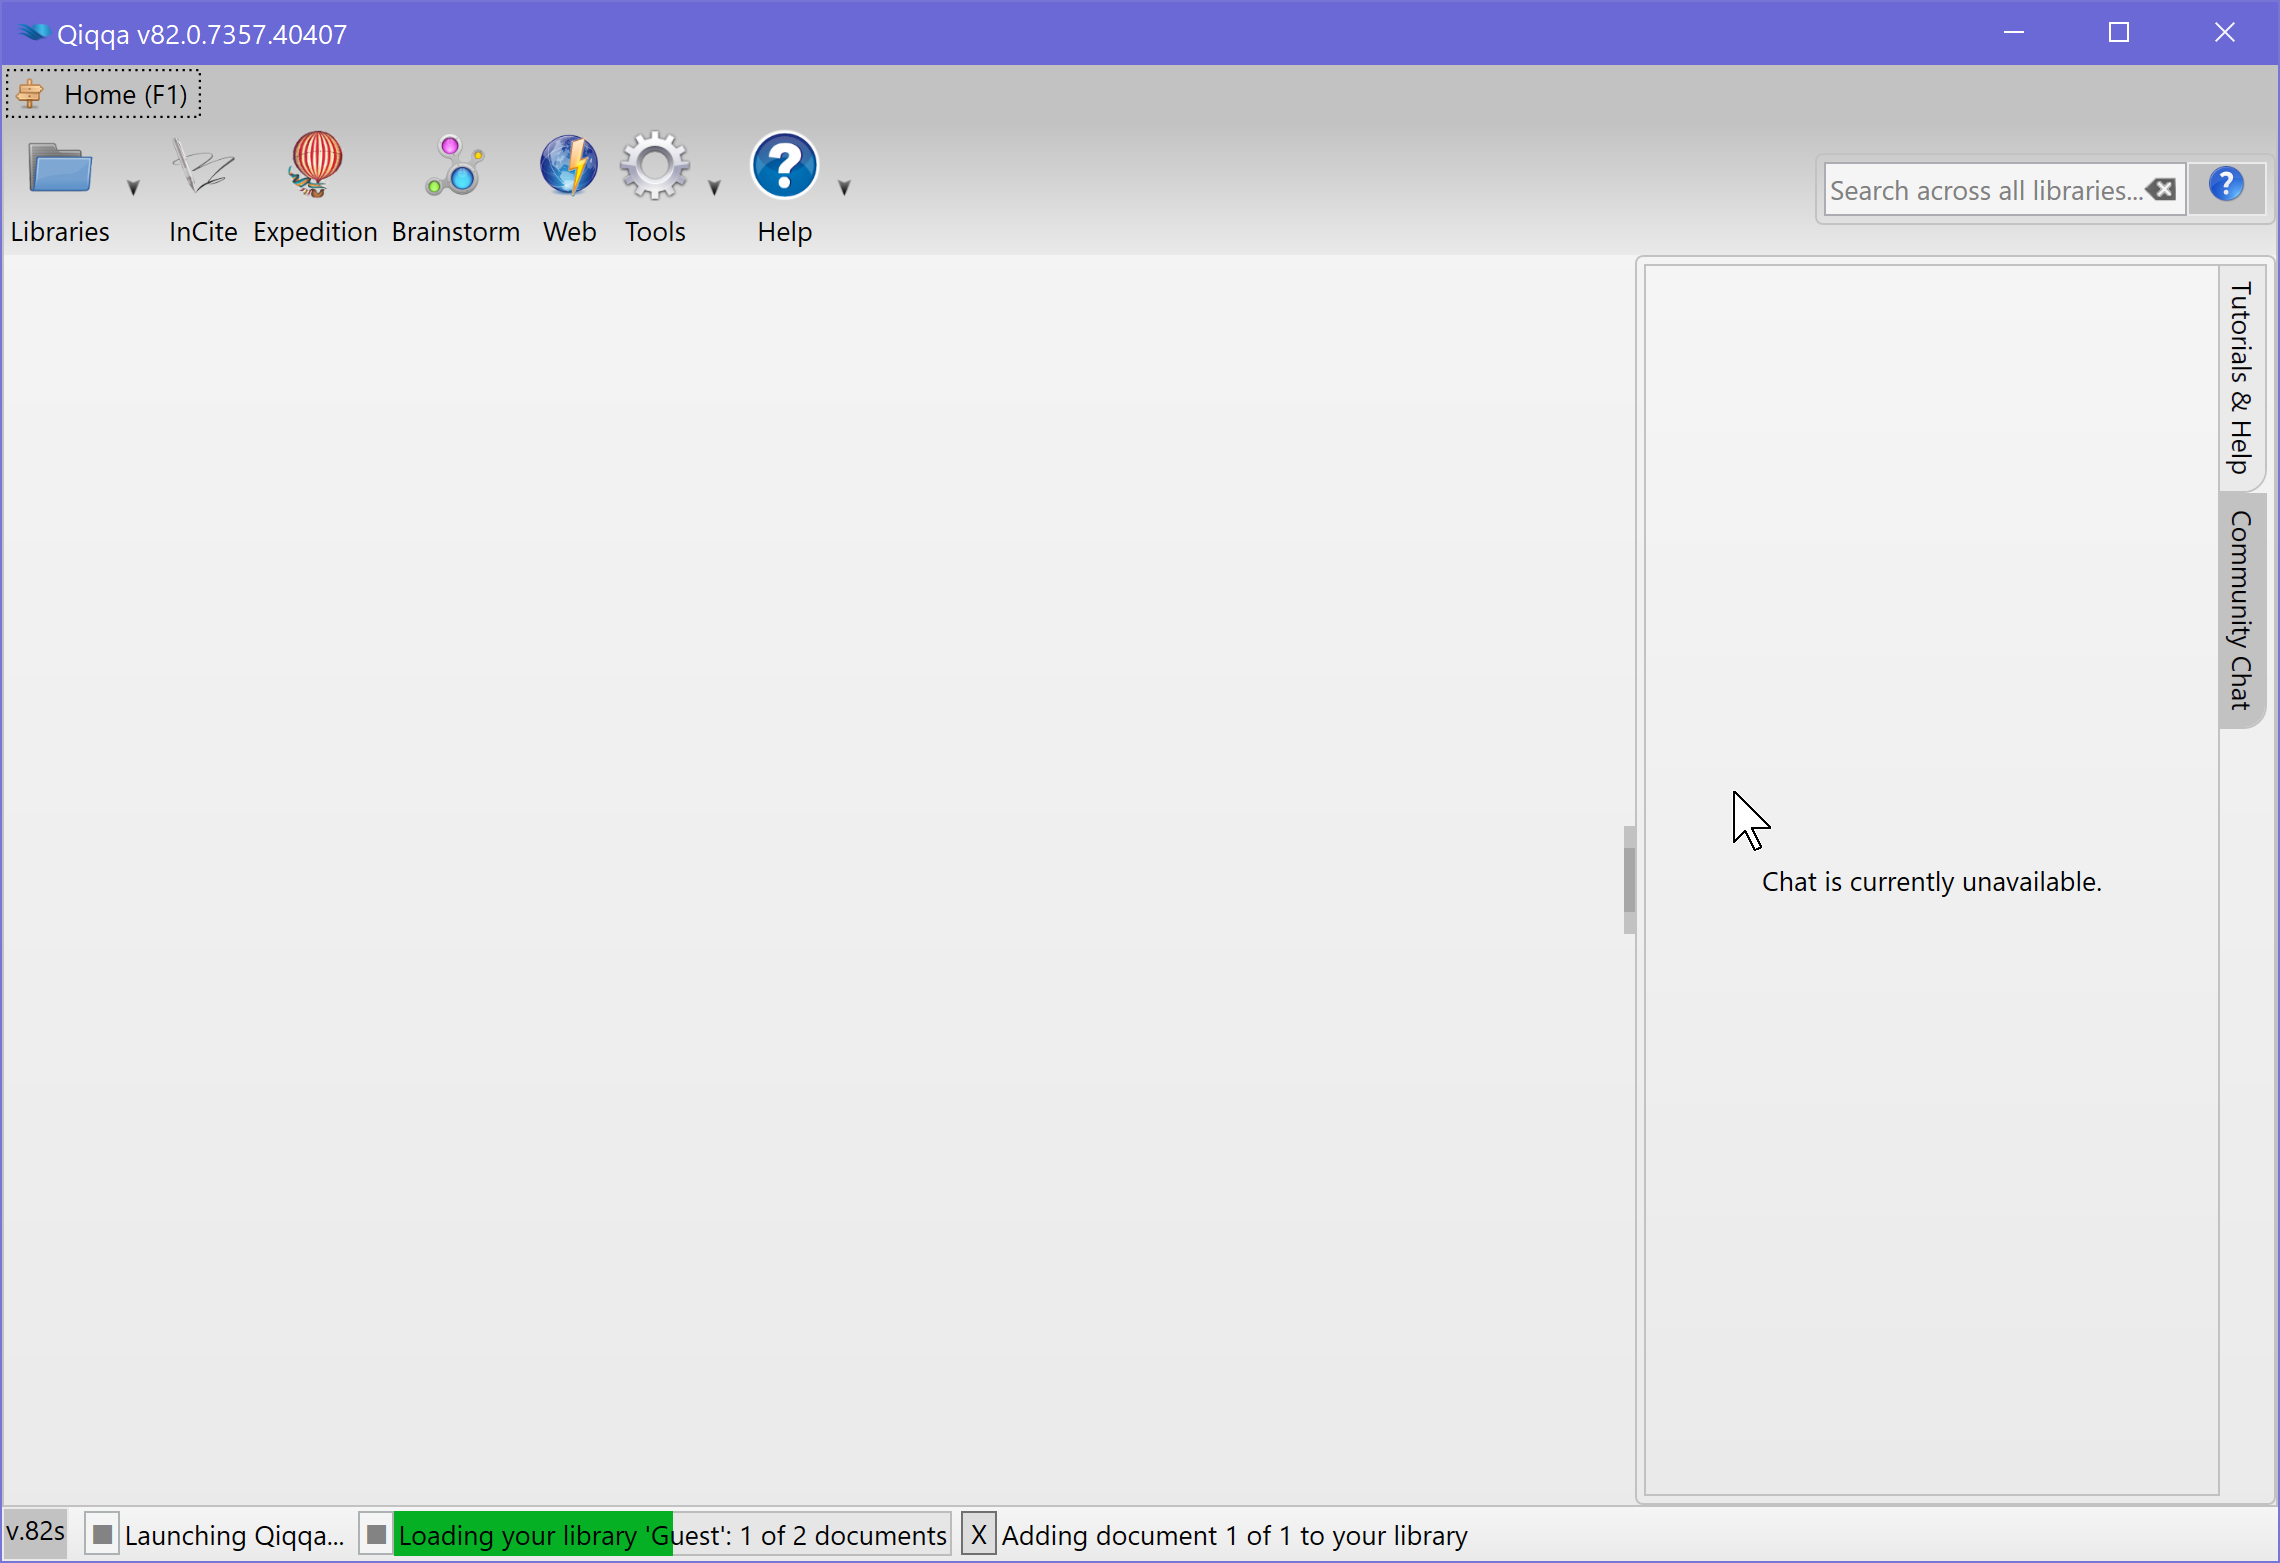 Qiqqa v82.0.7357.40407
Home (F1)
Libraries
InCite
Expedition
Brainstorm
Web
Tools
Help
Search across all libraries...
Tutorials & Help
Community Chat
Chat is currently unavailable.
v.82s
Launching Qiqqa...
Loading your library 'Guest': 1 of 2 documents
X
Adding document 1 of 1 to your library